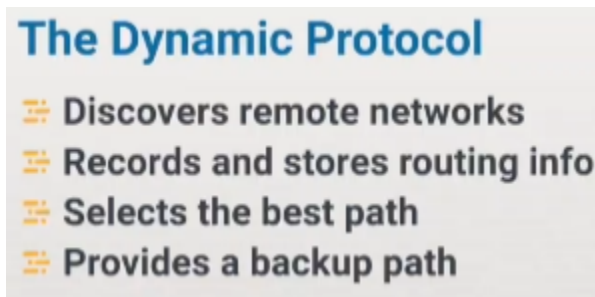 The Dynamic Protocol
Discovers remote networks
Records and stores routing info
Selects the best path
Provides a backup path